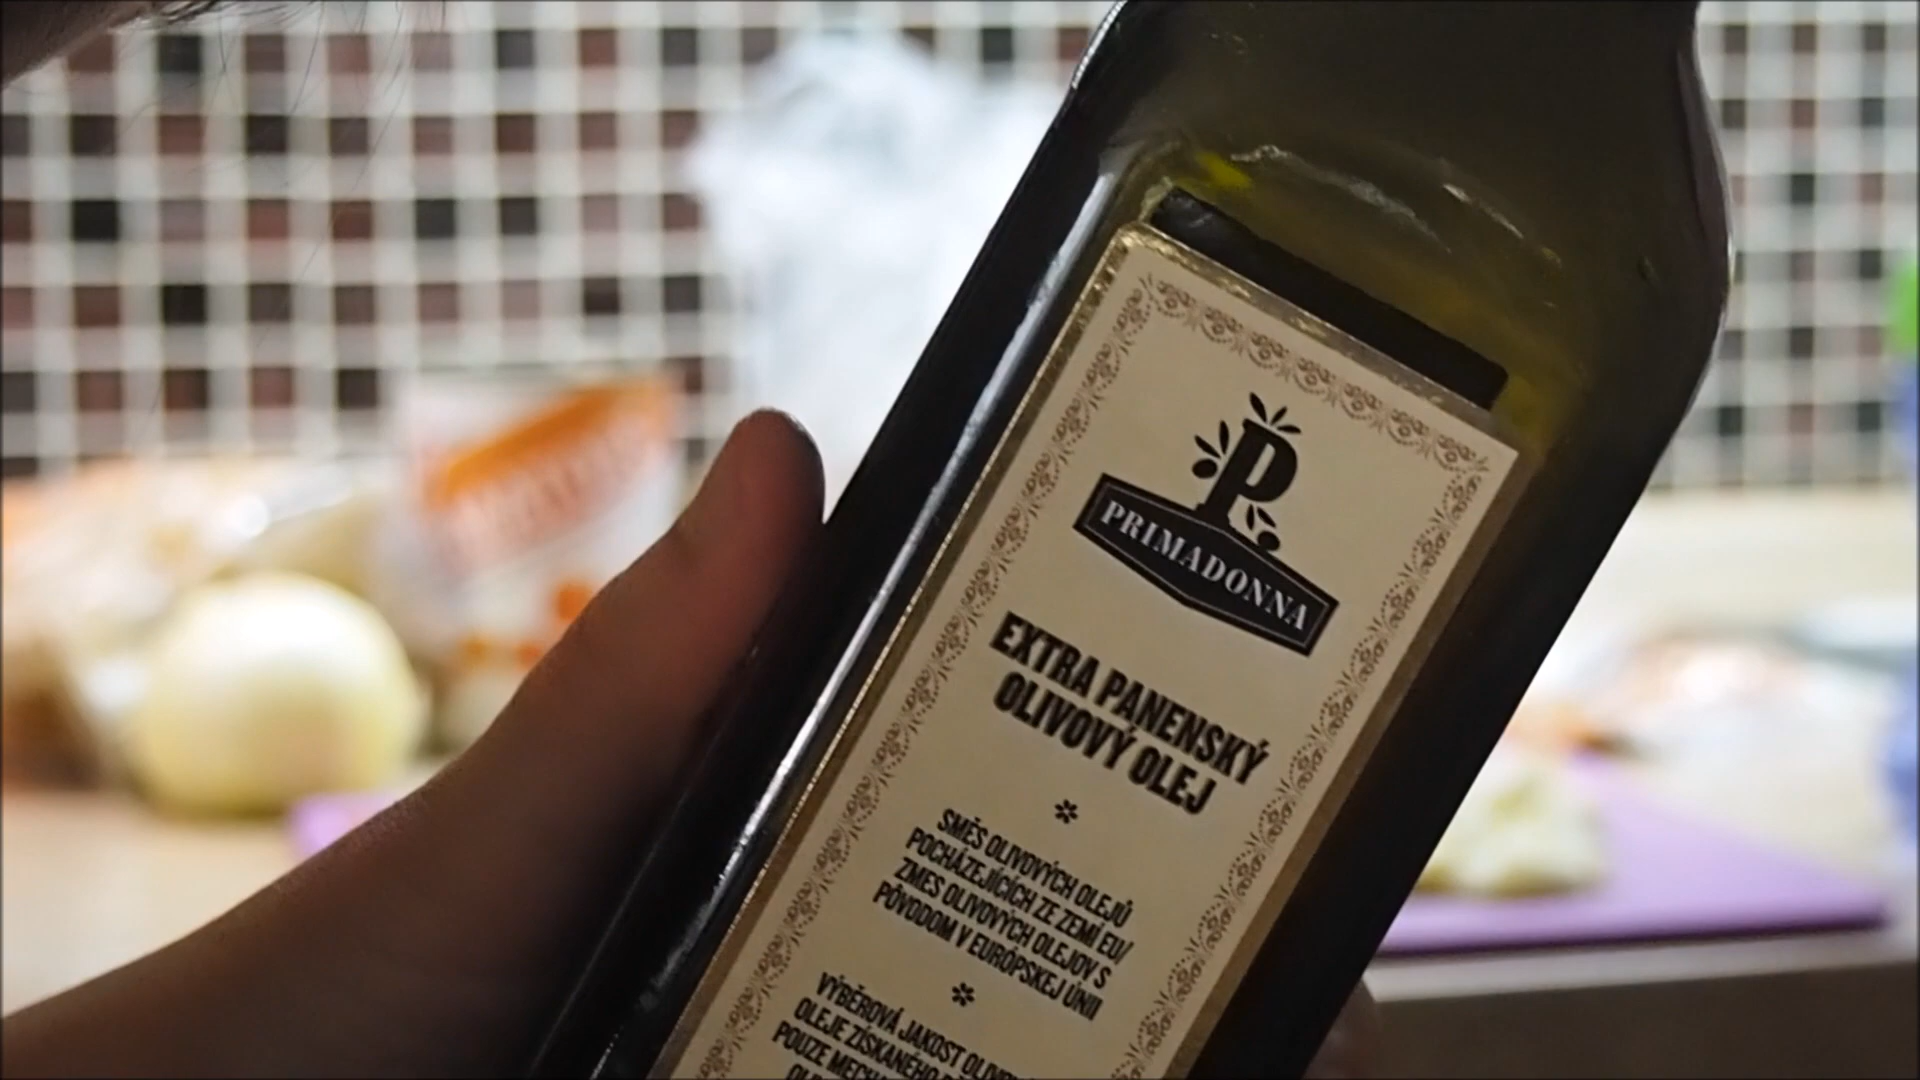 P
PRIMADONNA
EXTRA PANENSKÝ
OLIVOVÝ OLEJ
SMĚS OLIVOVÝCH OLEJŮ
POCHÁZEJÍCÍCH ZE ZEMÍ EU/
ZMES OLIVOVÝCH OLEJOV S
PÔVODOM V EURÓPSKEJ ÚNII
VÝBĚROVÁ JAKOST
OLEJE ZÍSKANÉHO
POUZE